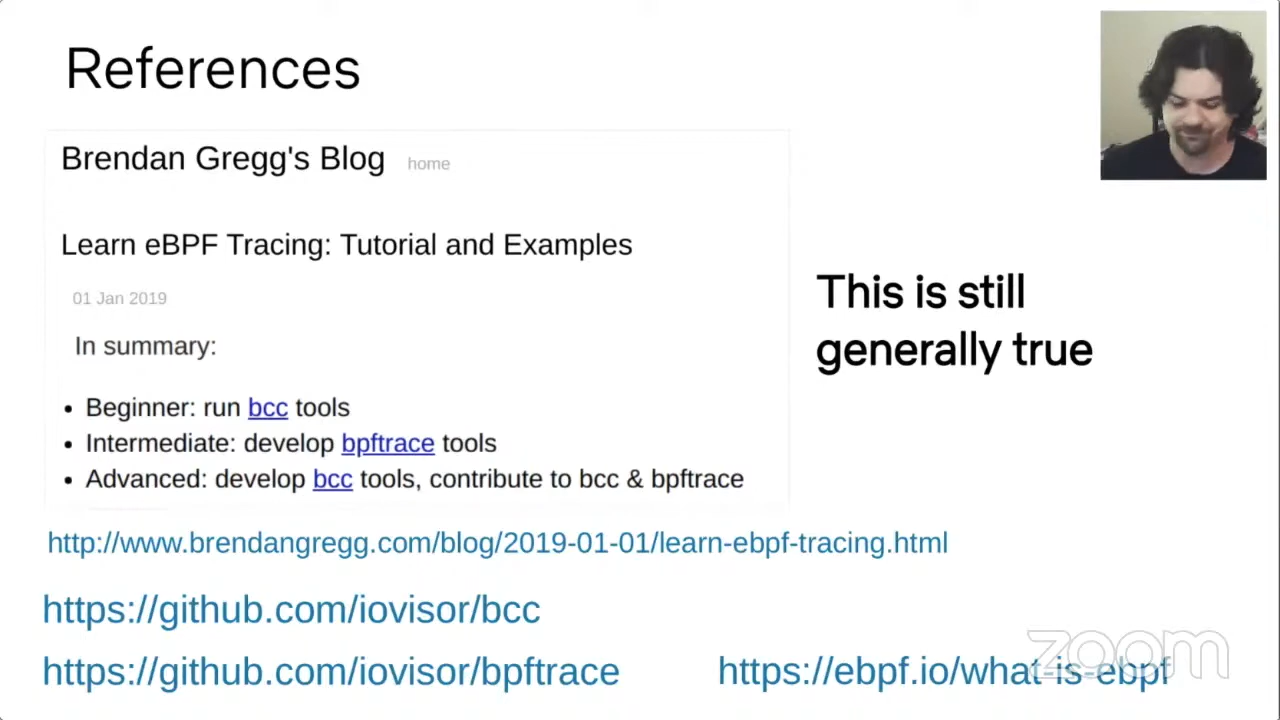 References
Brendan Gregg's Blog home
Learn eBPF Tracing: Tutorial and Examples
01 Jan 2019
In summary:
• Beginner: run bcc tools
• Intermediate: develop bpftrace tools
• Advanced: develop bcc tools, contribute to bcc & bpftrace
This is still
generally true
http://www.brendangregg.com/blog/2019-01-01/learn-ebpf-tracing.html
https://github.com/iovisor/bcc
https://github.com/iovisor/bpftrace
https://ebpf.io/what-is-ebpf
zoom